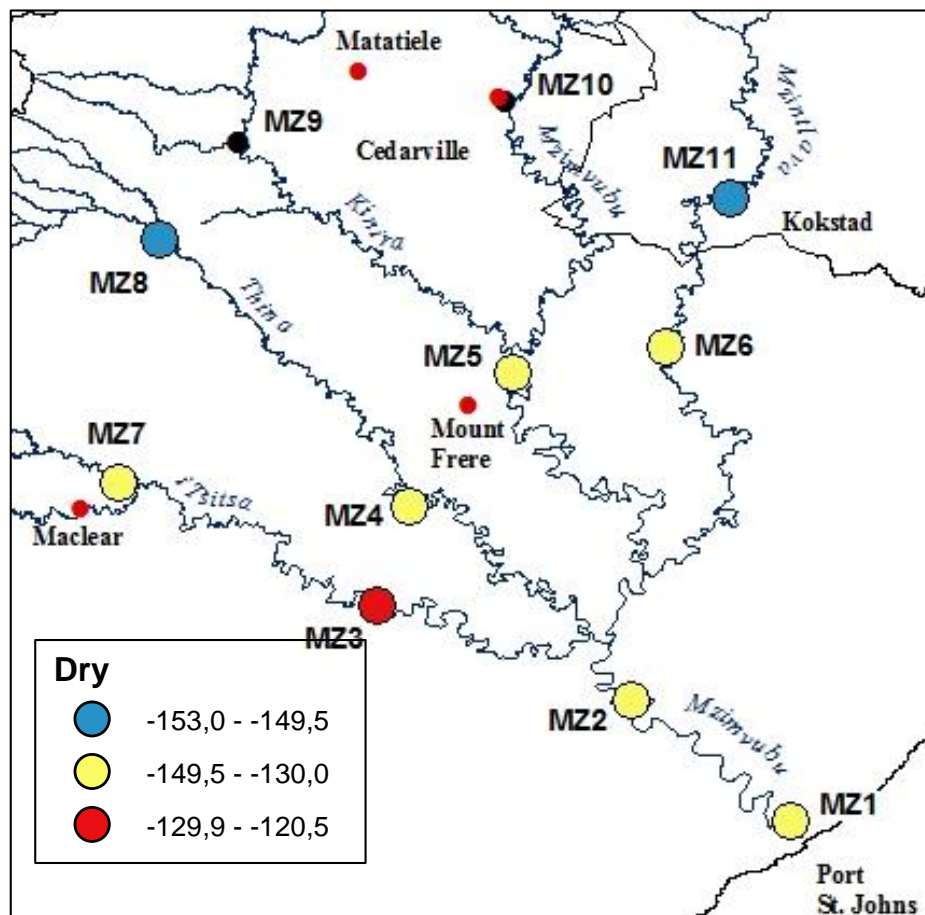 Matatiele
MZ10
MZ9
Cedarville
Mzimvubu
Mzintlava
MZ11
Kokstad
Kinira
MZ8
Thina
MZ5
MZ6
Mount
Frere
MZ7
iTsitsa
MZ4
Maclear
MZ3
Dry
-153,0 - -149,5
-149,5 - -130,0
-129,9 - -120,5
MZ2
Mzimvubu
MZ1
Port
St. Johns